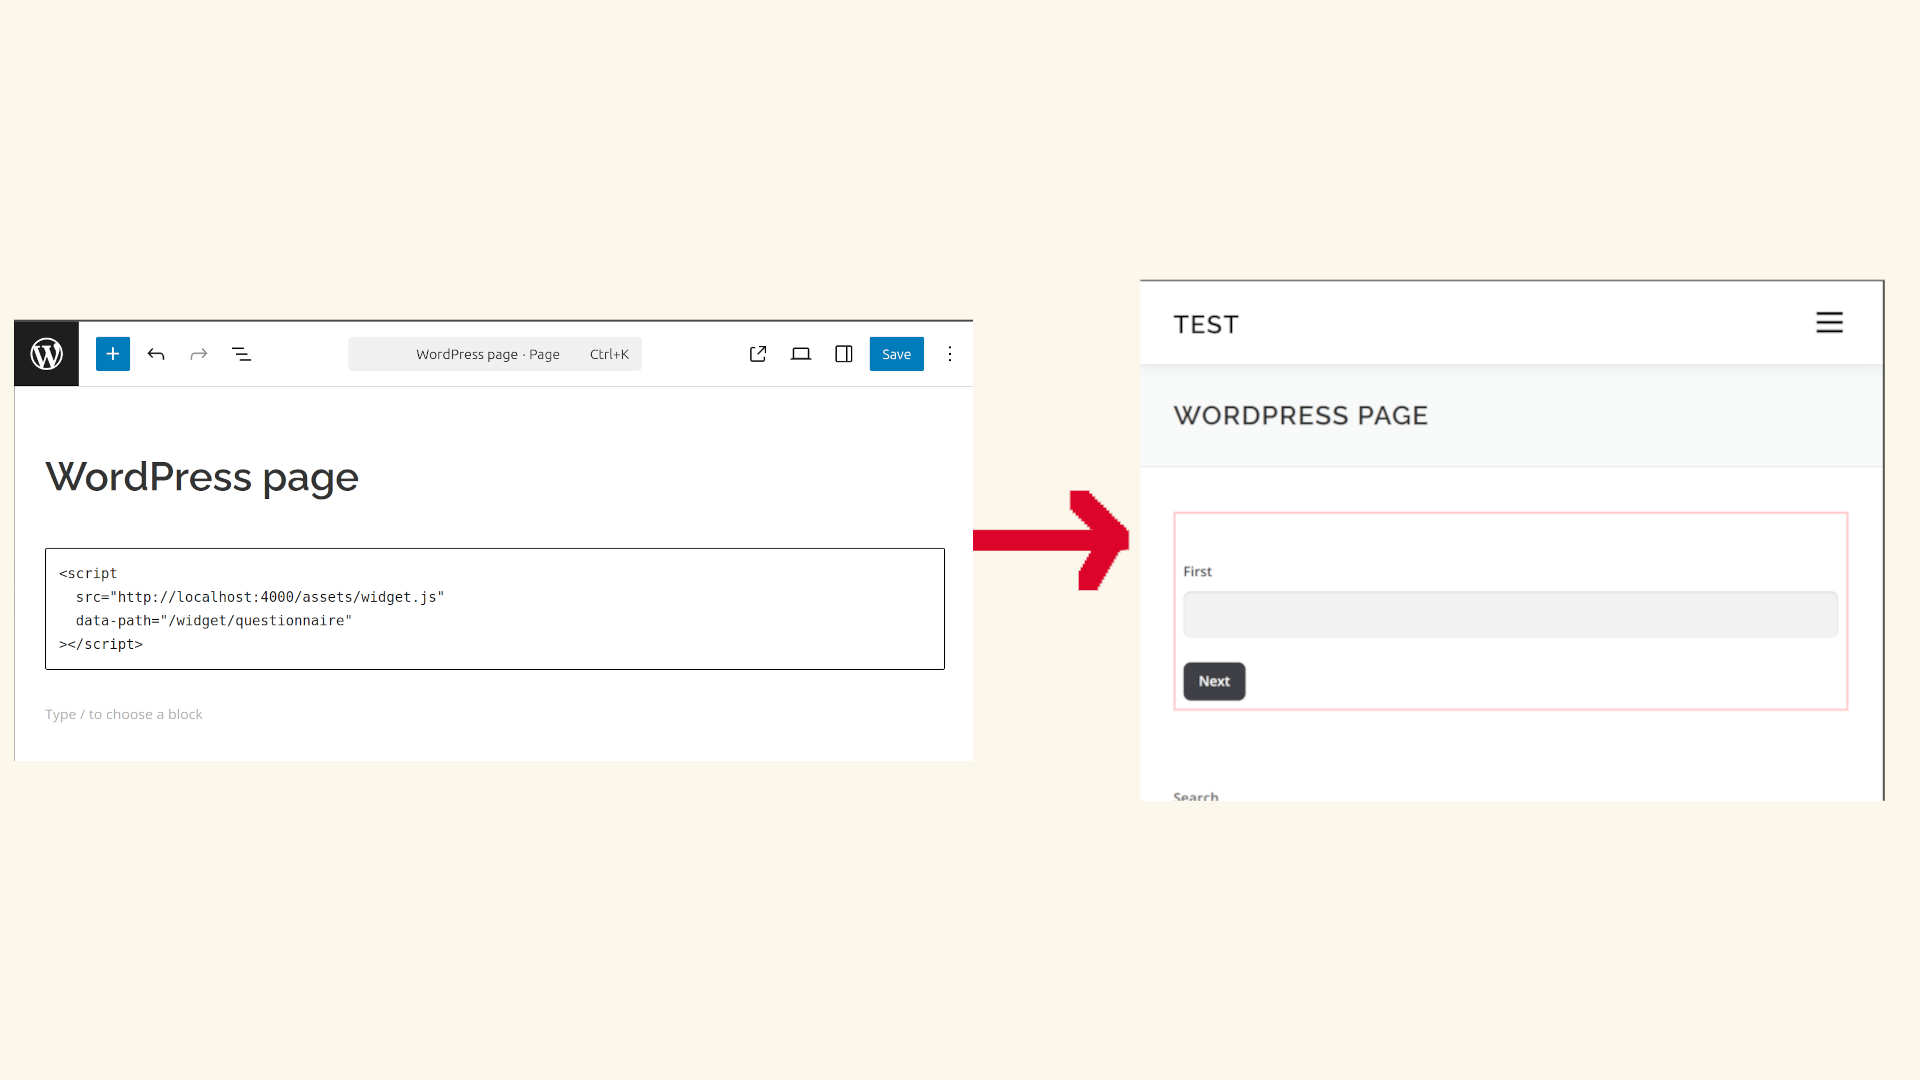 WordPress page · Page Ctrl+K
Save
WordPress page
<script
src="http://localhost:4000/assets/widget.js"
data-path="/widget/questionnaire"
></script>
Type / to choose a block
TEST
WORDPRESS PAGE
First
Next
Search